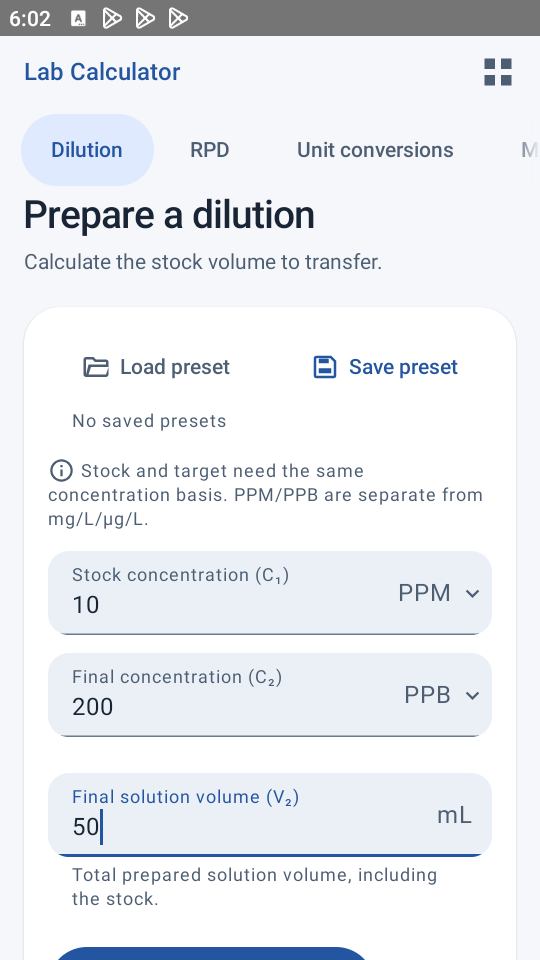 6:02
Lab Calculator
Dilution RPD Unit conversions M
Prepare a dilution
Calculate the stock volume to transfer.
Load preset Save preset
No saved presets
Stock and target need the same
concentration basis. PPM/PPB are separate from
mg/L/µg/L.
Stock concentration (C₁)
10 PPM
Final concentration (C₂)
200 PPB
Final solution volume (V₂)
50 mL
Total prepared solution volume, including
the stock.